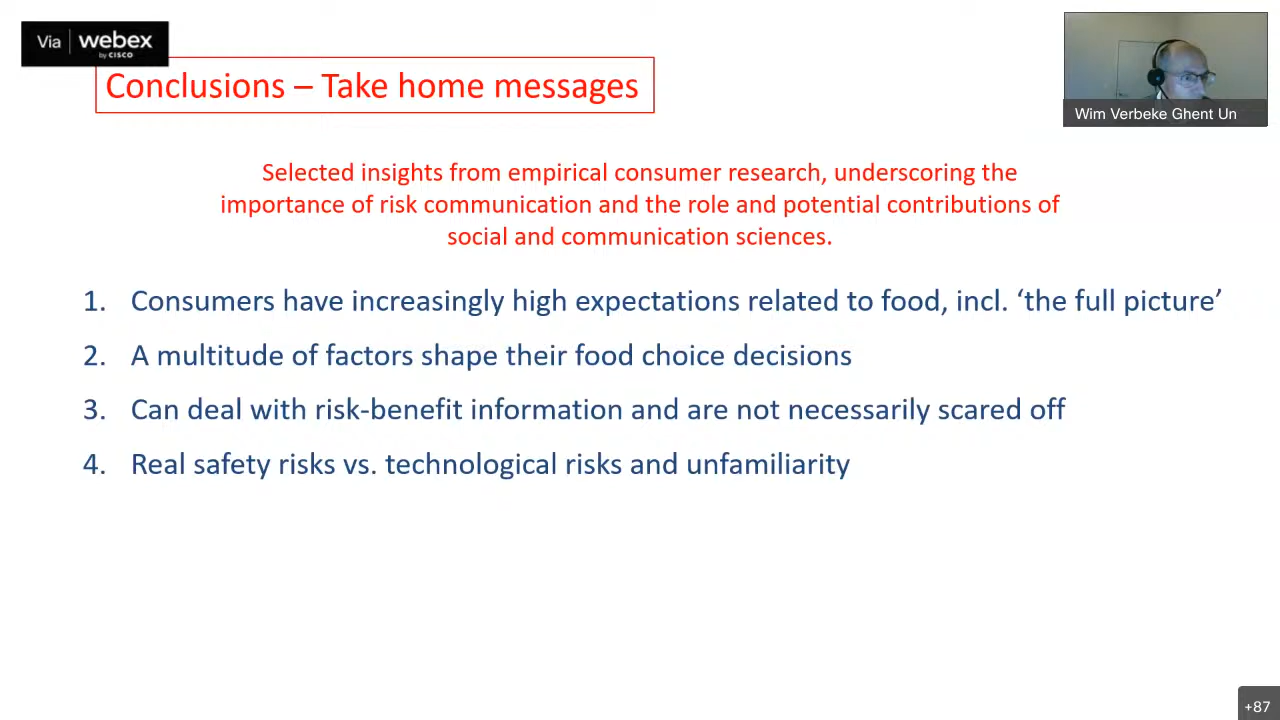 Via webex
by CISCO
Conclusions – Take home messages
Wim Verbeke Ghent Un
Selected insights from empirical consumer research, underscoring the
importance of risk communication and the role and potential contributions of
social and communication sciences.
1. Consumers have increasingly high expectations related to food, incl. ‘the full picture’
2. A multitude of factors shape their food choice decisions
3. Can deal with risk-benefit information and are not necessarily scared off
4. Real safety risks vs. technological risks and unfamiliarity
+87